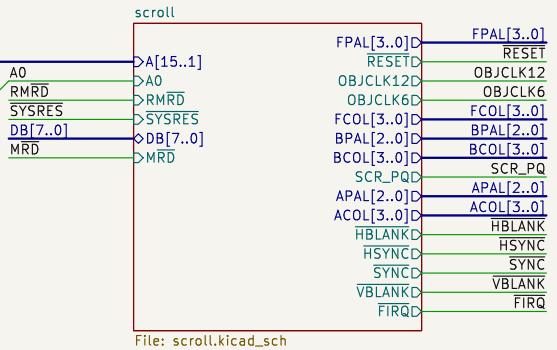 scroll
A[15..1]
A0
A0
RMRD
RMRD
SYSRES
SYSRES
DB[7..0]
DB[7..0]
MRD
MRD
FPAL[3..0]
FPAL[3..0]
RESET
RESET
OBJCLK12
OBJCLK12
OBJCLK6
OBJCLK6
FCOL[3..0]
FCOL[3..0]
BPAL[2..0]
BPAL[2..0]
BCOL[3..0]
BCOL[3..0]
SCR_PQ
SCR_PQ
APAL[2..0]
APAL[2..0]
ACOL[3..0]
ACOL[3..0]
HBLANK
HBLANK
HSYNC
HSYNC
SYNC
SYNC
VBLANK
VBLANK
FIRQ
FIRQ
File: scroll.kicad_sch